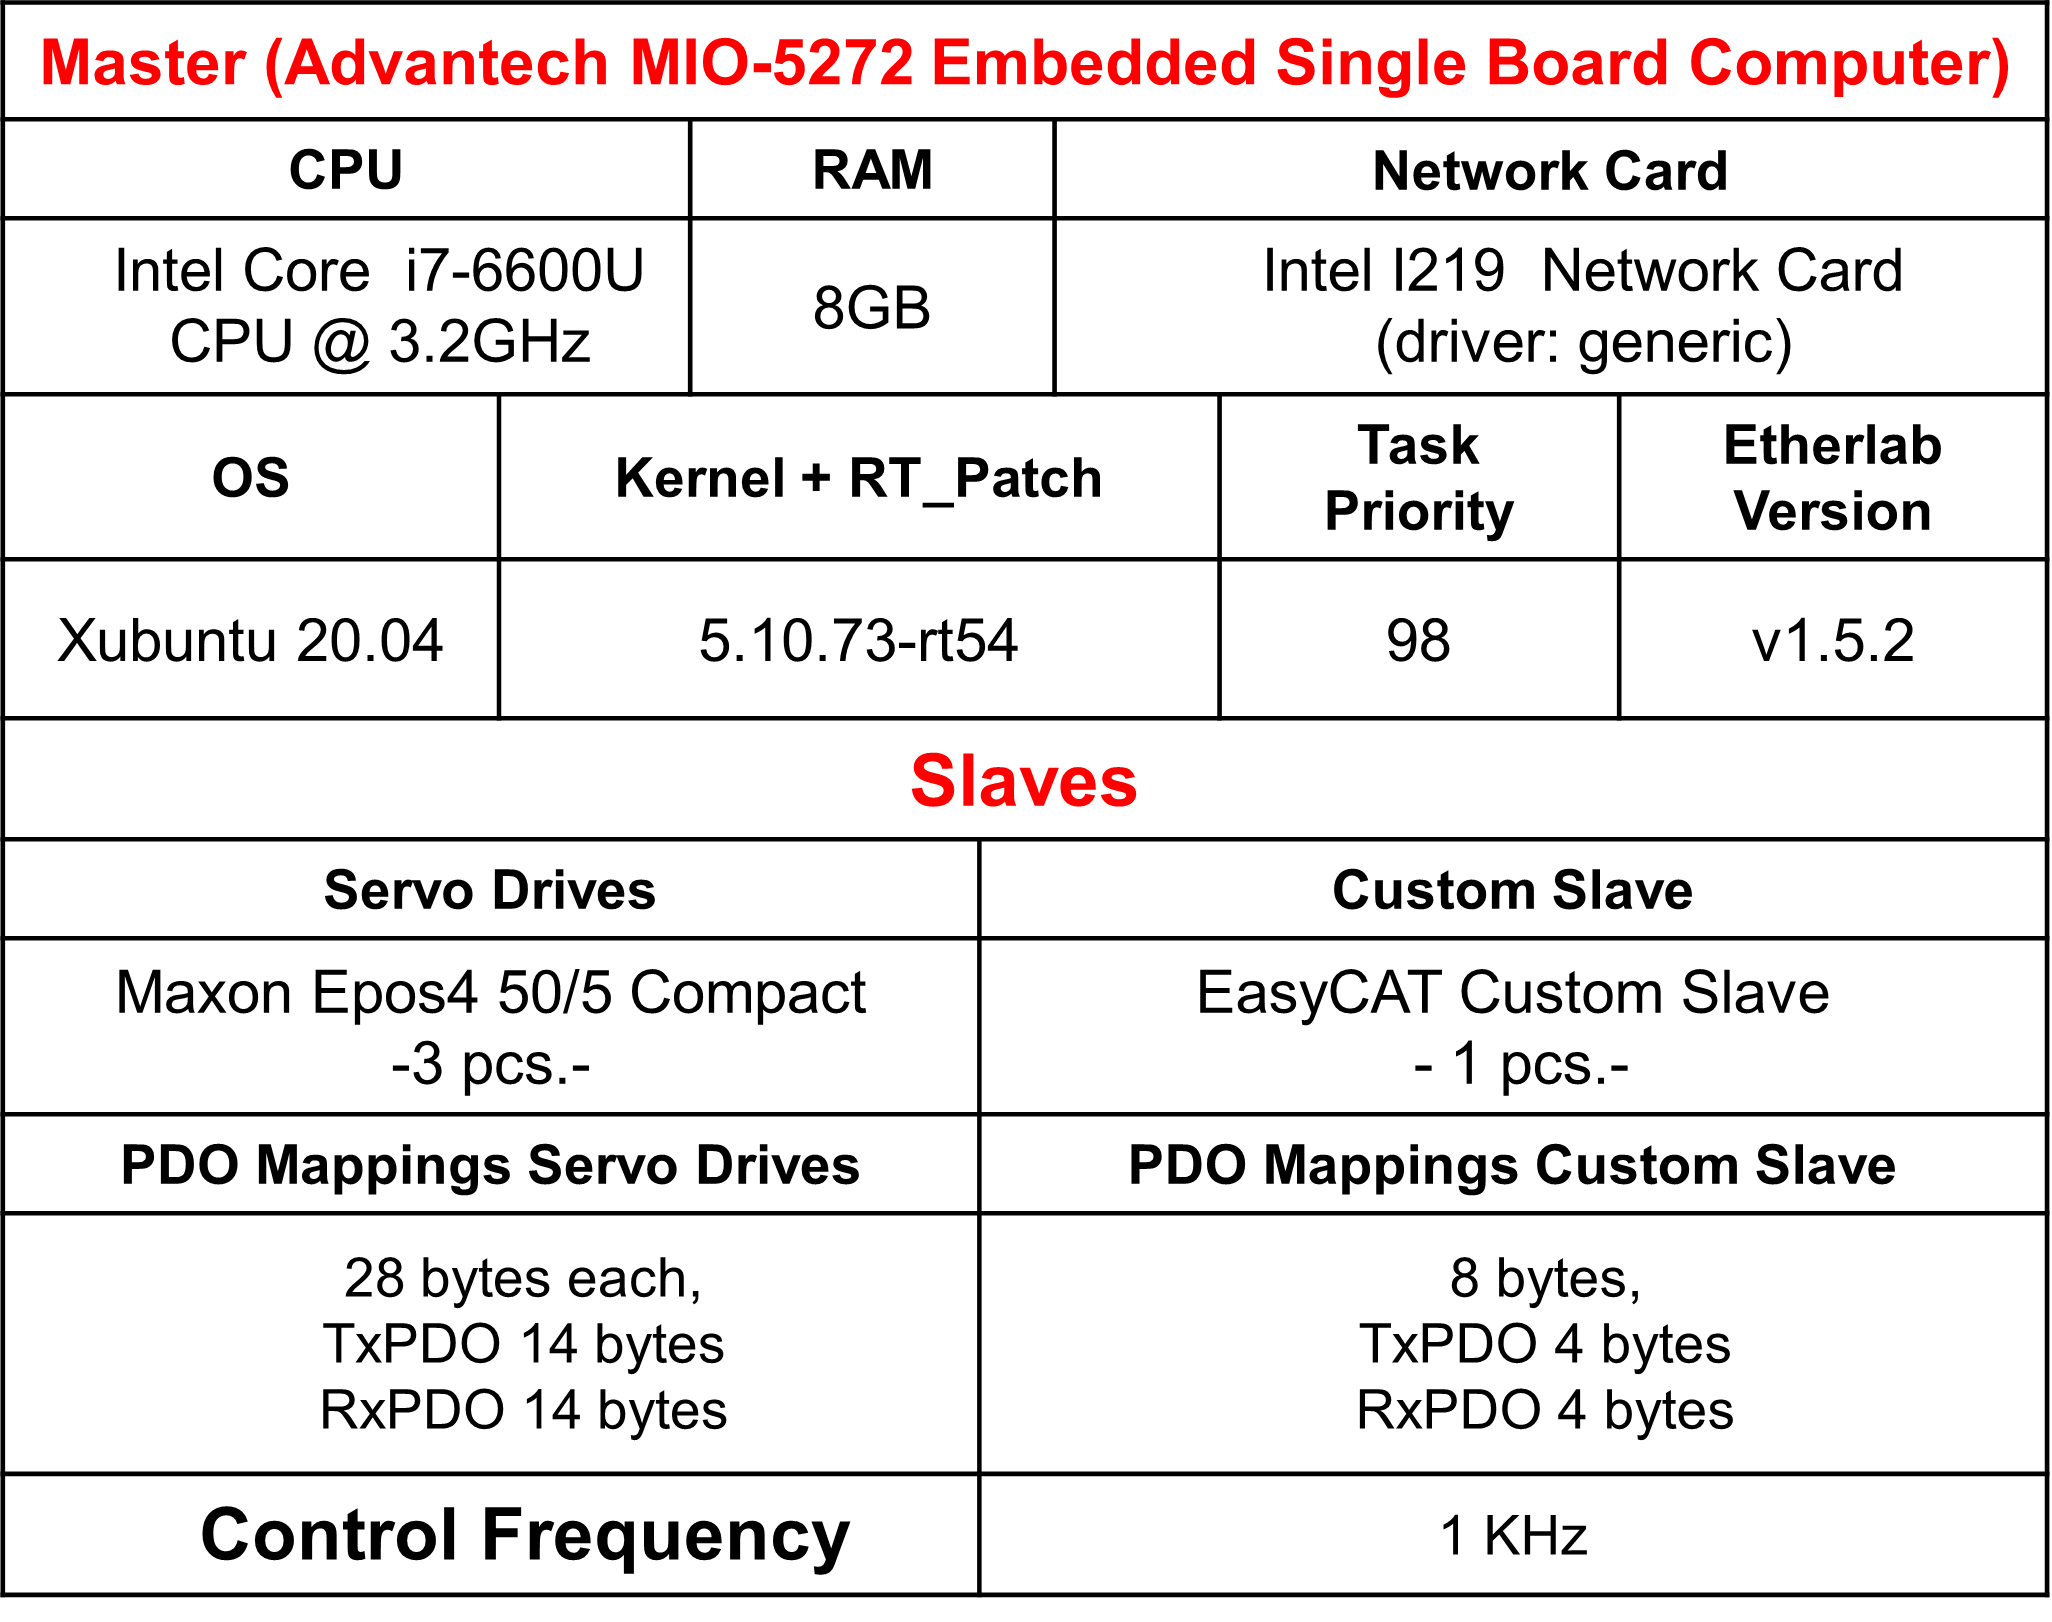 Master (Advantech MIO-5272 Embedded Single Board Computer)
CPU
RAM
Network Card
Intel Core  i7-6600U
CPU @ 3.2GHz
8GB
Intel I219  Network Card
(driver: generic)
OS
Kernel + RT_Patch
Task
Priority
Etherlab
Version
Xubuntu 20.04
5.10.73-rt54
98
v1.5.2
Slaves
Servo Drives
Custom Slave
Maxon Epos4 50/5 Compact
-3 pcs.-
EasyCAT Custom Slave
- 1 pcs.-
PDO Mappings Servo Drives
PDO Mappings Custom Slave
28 bytes each,
TxPDO 14 bytes
RxPDO 14 bytes
8 bytes,
TxPDO 4 bytes
RxPDO 4 bytes
Control Frequency
1 KHz